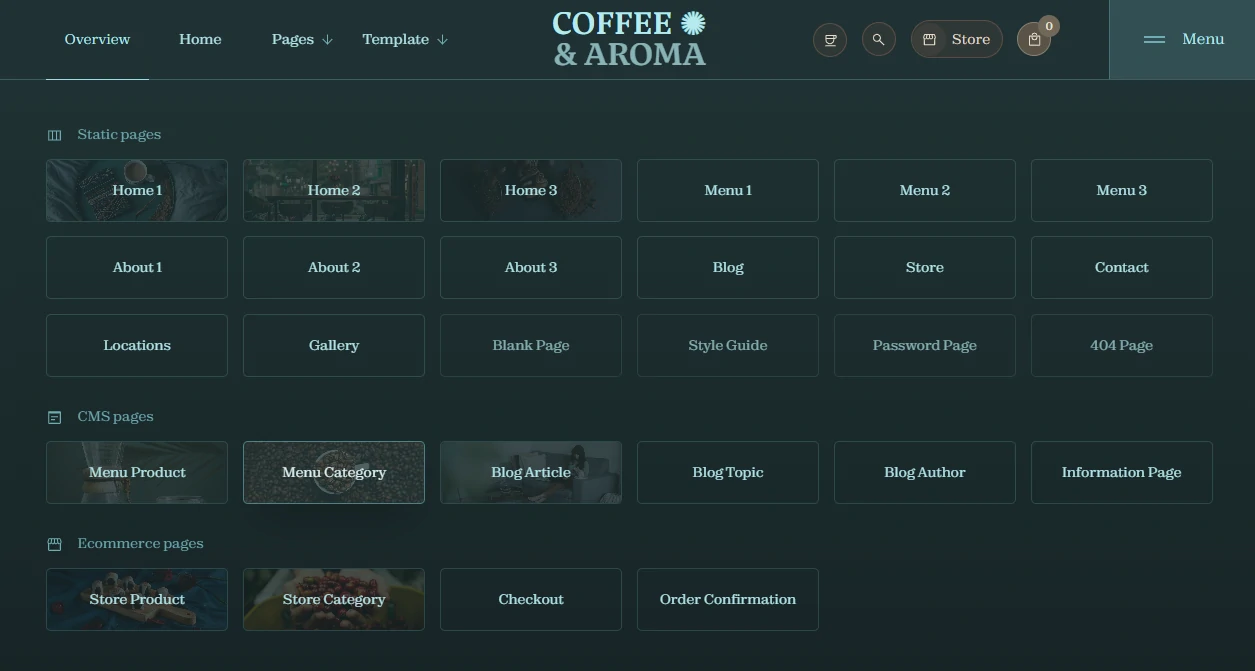 Overview
Home
Pages
Template
COFFEE
& AROMA
Store
0
Menu
Static pages
Home 1
Home 2
Home 3
Menu 1
Menu 2
Menu 3
About 1
About 2
About 3
Blog
Store
Contact
Locations
Gallery
Blank Page
Style Guide
Password Page
404 Page
CMS pages
Menu Product
Menu Category
Blog Article
Blog Topic
Blog Author
Information Page
Ecommerce pages
Store Product
Store Category
Checkout
Order Confirmation